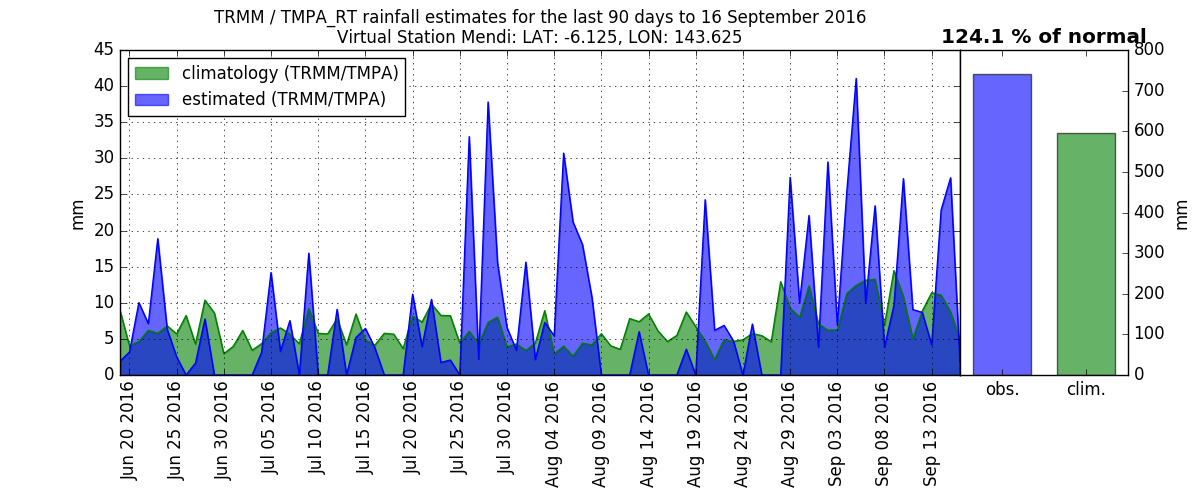 TRMM / TMPA_RT rainfall estimates for the last 90 days to 16 September 2016
Virtual Station Mendi: LAT: -6.125, LON: 143.625
124.1 % of normal
climatology (TRMM/TMPA)
estimated (TRMM/TMPA)
45
40
35
30
25
20
15
10
5
0
mm
800
700
600
500
400
300
200
100
0
mm
Jun 20 2016
Jun 25 2016
Jun 30 2016
Jul 05 2016
Jul 10 2016
Jul 15 2016
Jul 20 2016
Jul 25 2016
Jul 30 2016
Aug 04 2016
Aug 09 2016
Aug 14 2016
Aug 19 2016
Aug 24 2016
Aug 29 2016
Sep 03 2016
Sep 08 2016
Sep 13 2016
obs.
clim.